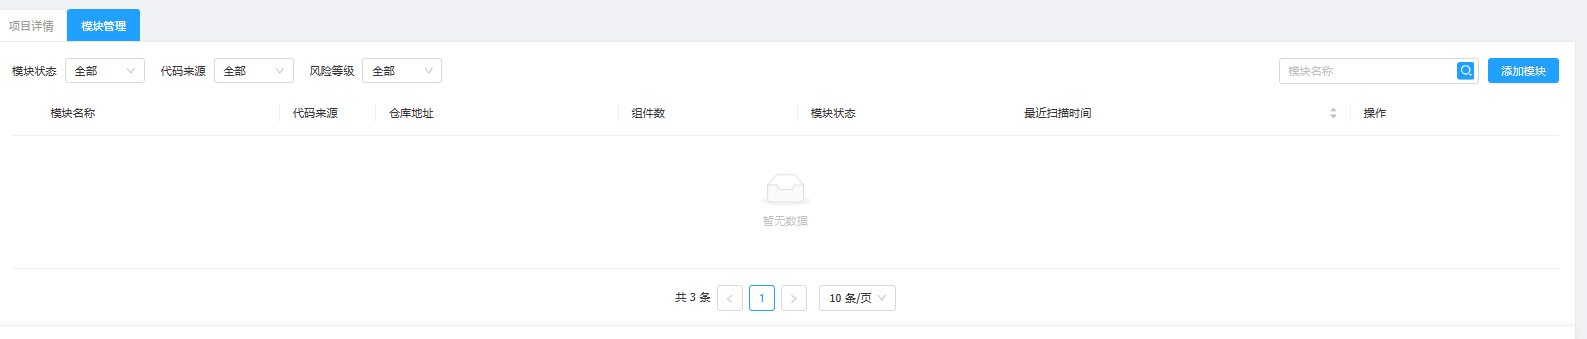 项目详情 模块管理
模块状态 全部 代码来源 全部 风险等级 全部 模块名称 添加模块
模块名称 代码来源 仓库地址 组件数 模块状态 最近扫描时间 操作
暂无数据
共 3 条 < 1 > 10 条/页